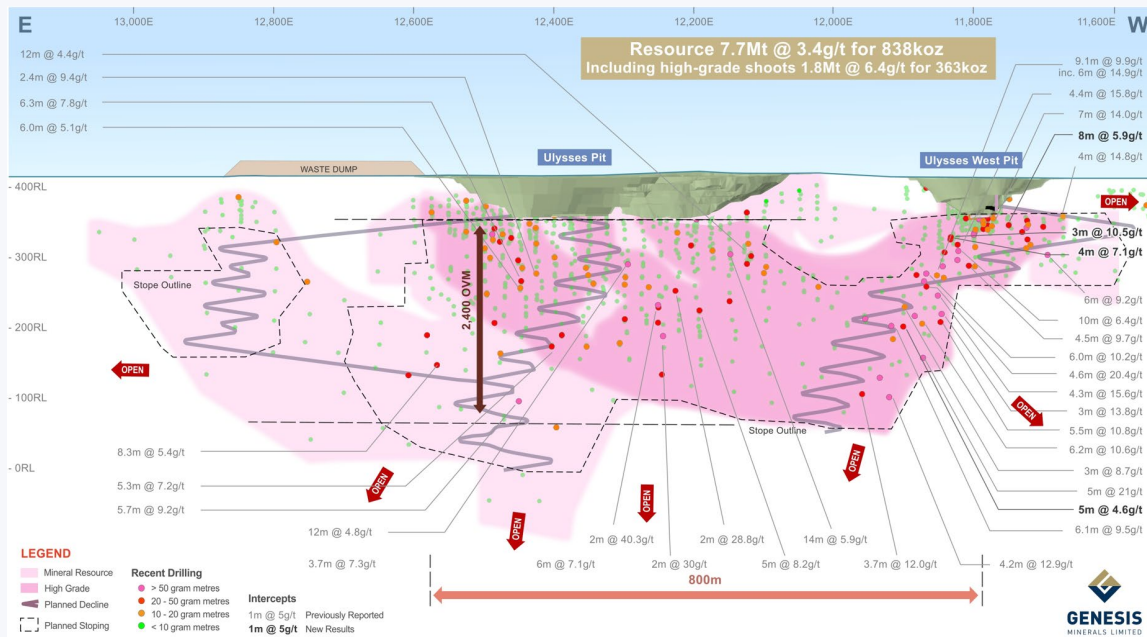 E
13,000E
12,800E
12,600E
12,400E
12,200E
12,000E
11,800E
11,600E
W
Resource 7.7Mt @ 3.4g/t for 838koz
Including high-grade shoots 1.8Mt @ 6.4g/t for 363koz
12m @ 4.4g/t
2.4m @ 9.4g/t
6.3m @ 7.8g/t
6.0m @ 5.1g/t
9.1m @ 9.9g/t
inc. 6m @ 14.9g/t
4.4m @ 15.8g/t
7m @ 14.0g/t
8m @ 5.9g/t
4m @ 14.8g/t
WASTE DUMP
Ulysses Pit
Ulysses West Pit
400RL
300RL
200RL
100RL
0RL
OPEN
3m @ 10.5g/t
4m @ 7.1g/t
6m @ 9.2g/t
10m @ 6.4g/t
4.5m @ 9.7g/t
6.0m @ 10.2g/t
4.6m @ 20.4g/t
4.3m @ 15.6g/t
3m @ 13.8g/t
5.5m @ 10.8g/t
6.2m @ 10.6g/t
3m @ 8.7g/t
5m @ 21g/t
5m @ 4.6g/t
6.1m @ 9.5g/t
4.2m @ 12.9g/t
Stope Outline
2,400 OVM
Stope Outline
OPEN
OPEN
OPEN
OPEN
OPEN
OPEN
8.3m @ 5.4g/t
5.3m @ 7.2g/t
5.7m @ 9.2g/t
12m @ 4.8g/t
2m @ 40.3g/t
2m @ 28.8g/t
14m @ 5.9g/t
3.7m @ 7.3g/t
6m @ 7.1g/t
2m @ 30g/t
5m @ 8.2g/t
3.7m @ 12.0g/t
800m
LEGEND
Mineral Resource
High Grade
Planned Decline
Planned Stoping
Recent Drilling
> 50 gram metres
20 - 50 gram metres
10 - 20 gram metres
< 10 gram metres
Intercepts
1m @ 5g/t Previously Reported
1m @ 5g/t New Results
GENESIS
MINERALS LIMITED